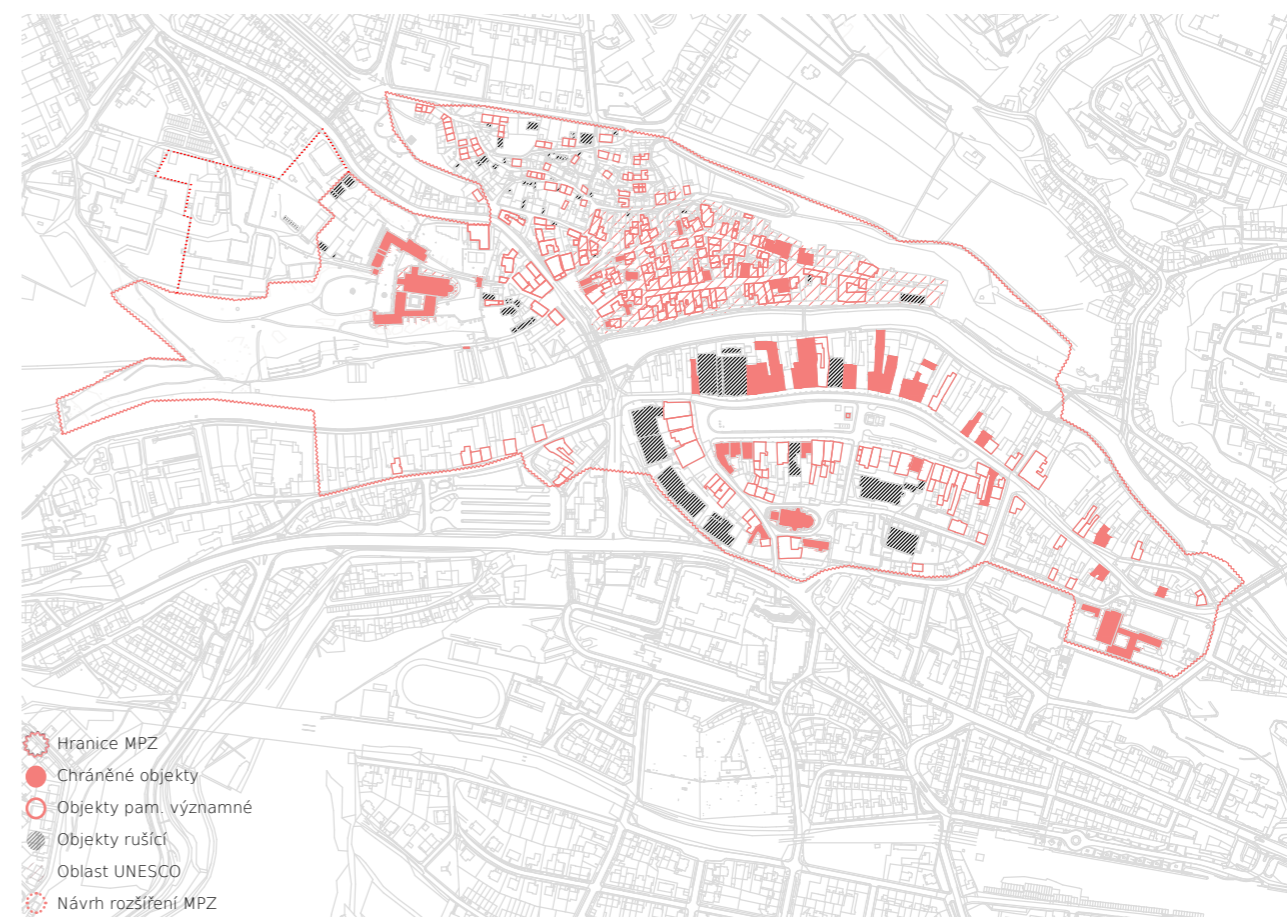 Hranice MPZ
Chráněné objekty
Objekty pam. významné
Objekty rušící
Oblast UNESCO
Návrh rozšíření MPZ